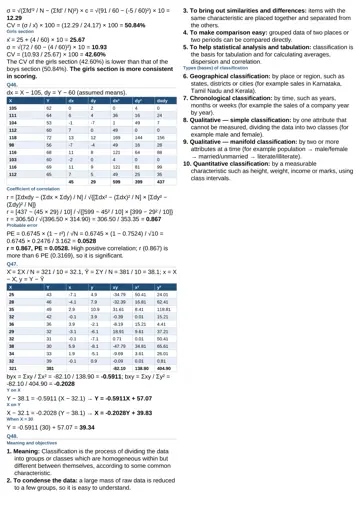 σ = √(Σfd² / N − (Σfd / N)²) × c = √(91 / 60 − (-5 / 60)²) × 10 =
12.29
CV = (σ / x̄) × 100 = (12.29 / 24.17) × 100 = 50.84%
Girls section
x̄ = 25 + (4 / 60) × 10 = 25.67
σ = √(72 / 60 − (4 / 60)²) × 10 = 10.93
CV = (10.93 / 25.67) × 100 = 42.60%
The CV of the girls section (42.60%) is lower than that of the
boys section (50.84%). The girls section is more consistent
in scoring.
Q46.
dx = X − 105, dy = Y − 60 (assumed means).
X Y dx dy dx² dy² dxdy
105 62 0 2 0 4 0
111 64 6 4 36 16 24
104 53 -1 -7 1 49 7
112 60 7 0 49 0 0
118 72 13 12 169 144 156
98 56 -7 -4 49 16 28
116 68 11 8 121 64 88
103 60 -2 0 4 0 0
116 69 11 9 121 81 99
112 65 7 5 49 25 35
45 29 599 399 437
Coefficient of correlation
r = [Σdxdy − (Σdx × Σdy) / N] / √{[Σdx² − (Σdx)² / N] × [Σdy² −
(Σdy)² / N]}
r = [437 − (45 × 29) / 10] / √{[599 − 45² / 10] × [399 − 29² / 10]}
r = 306.50 / √(396.50 × 314.90) = 306.50 / 353.35 = 0.867
Probable error
PE = 0.6745 × (1 − r²) / √N = 0.6745 × (1 − 0.7524) / √10 =
0.6745 × 0.2476 / 3.162 = 0.0528
r = 0.867, PE = 0.0528. High positive correlation; r (0.867) is
more than 6 PE (0.3169), so it is significant.
Q47.
X̄ = ΣX / N = 321 / 10 = 32.1, Ȳ = ΣY / N = 381 / 10 = 38.1; x = X
− X̄, y = Y − Ȳ
X Y x y xy x² y²
25 43 -7.1 4.9 -34.79 50.41 24.01
28 46 -4.1 7.9 -32.39 16.81 62.41
35 49 2.9 10.9 31.61 8.41 118.81
32 42 -0.1 3.9 -0.39 0.01 15.21
36 36 3.9 -2.1 -8.19 15.21 4.41
29 32 -3.1 -6.1 18.91 9.61 37.21
32 31 -0.1 -7.1 0.71 0.01 50.41
38 30 5.9 -8.1 -47.79 34.81 65.61
34 33 1.9 -5.1 -9.69 3.61 26.01
32 39 -0.1 0.9 -0.09 0.01 0.81
321 381 -82.10 138.90 404.90
byx = Σxy / Σx² = -82.10 / 138.90 = -0.5911; bxy = Σxy / Σy² =
-82.10 / 404.90 = -0.2028
Y on X
Y − 38.1 = -0.5911 (X − 32.1) → Y = -0.5911X + 57.07
X on Y
X − 32.1 = -0.2028 (Y − 38.1) → X = -0.2028Y + 39.83
When X = 30
Y = -0.5911 (30) + 57.07 = 39.34
Q48.
Meaning and objectives
1. Meaning: Classification is the process of dividing the data
into groups or classes which are homogeneous within but
different between themselves, according to some common
characteristic.
2. To condense the data: a large mass of raw data is reduced
to a few groups, so it is easy to understand.
3. To bring out similarities and differences: items with the
same characteristic are placed together and separated from
the others.
4. To make comparison easy: grouped data of two places or
two periods can be compared directly.
5. To help statistical analysis and tabulation: classification is
the basis for tabulation and for calculating averages,
dispersion and correlation.
Types (bases) of classification
6. Geographical classification: by place or region, such as
states, districts or cities (for example sales in Karnataka,
Tamil Nadu and Kerala).
7. Chronological classification: by time, such as years,
months or weeks (for example the sales of a company year
by year).
8. Qualitative — simple classification: by one attribute that
cannot be measured, dividing the data into two classes (for
example male and female).
9. Qualitative — manifold classification: by two or more
attributes at a time (for example population → male/female
→ married/unmarried → literate/illiterate).
10. Quantitative classification: by a measurable
characteristic such as height, weight, income or marks, using
class intervals.